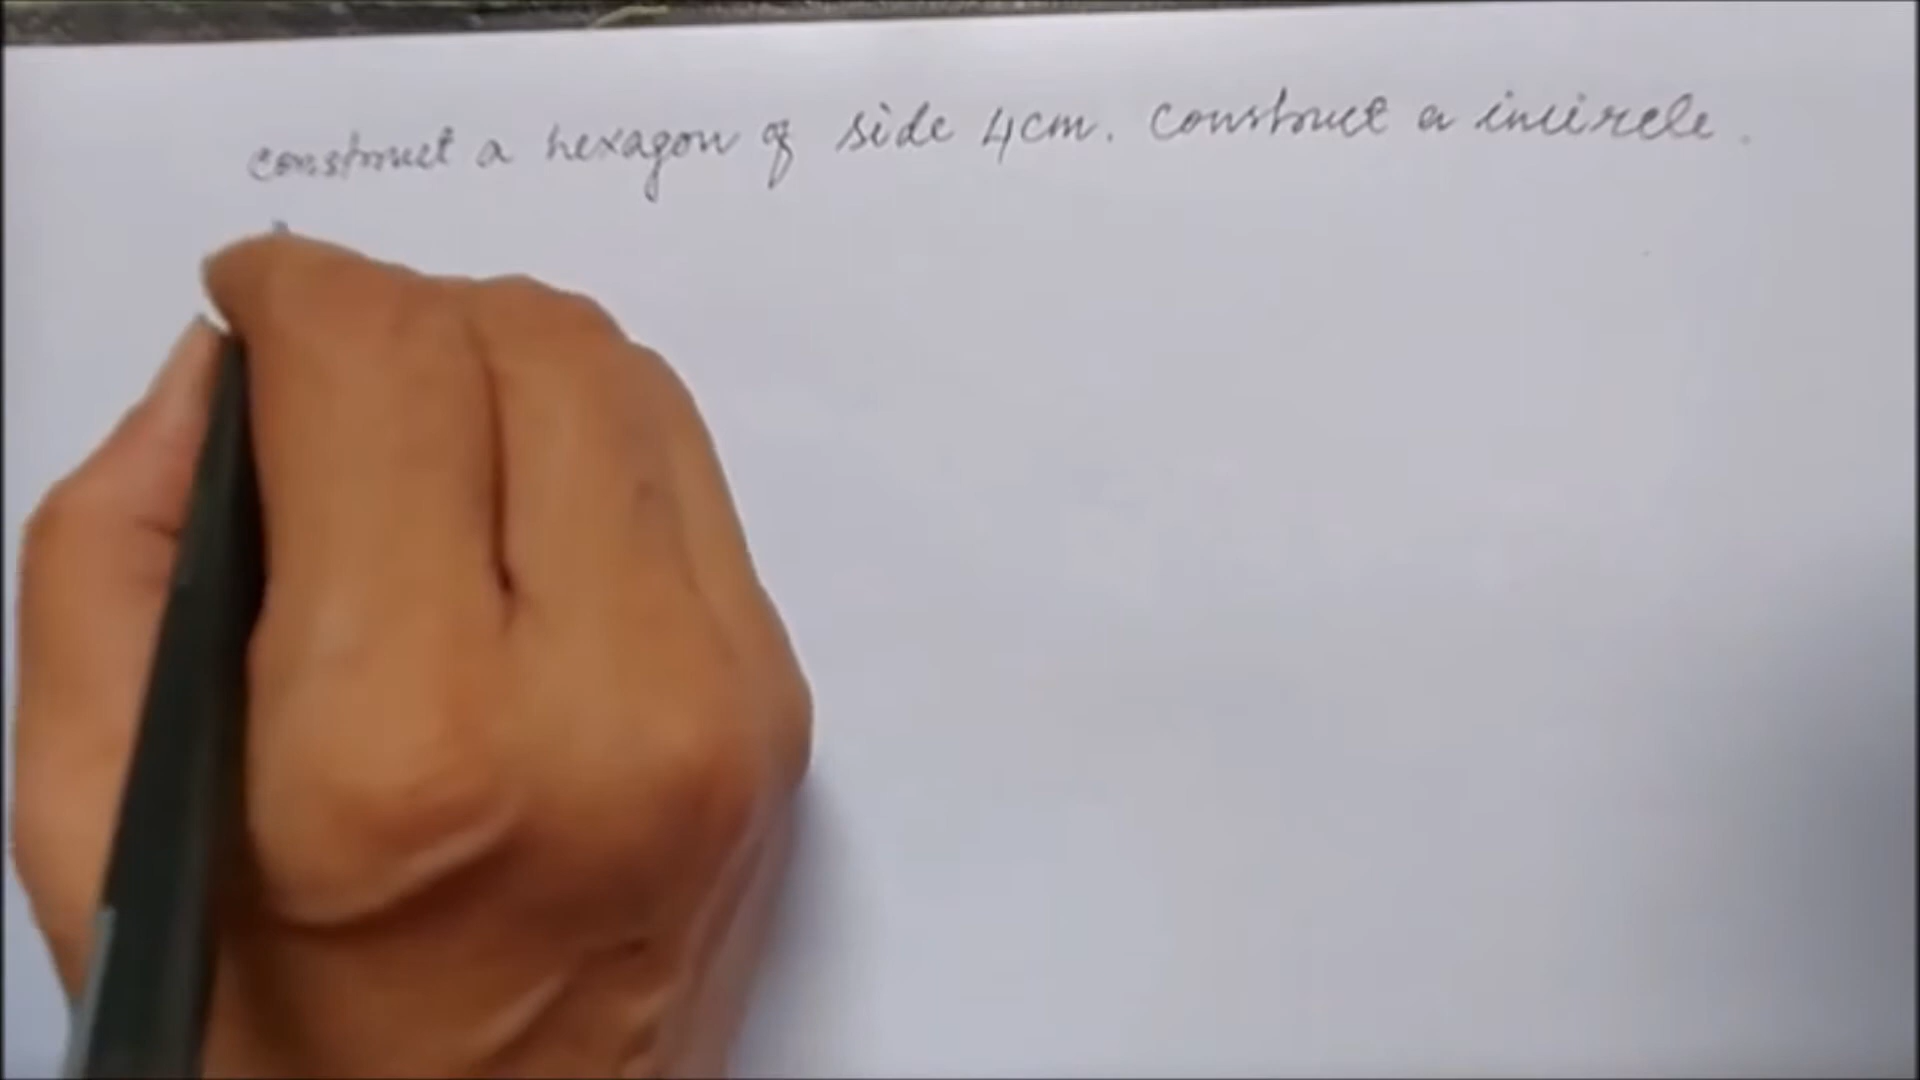 construct a hexagon of side 4cm. Construct a incircle.